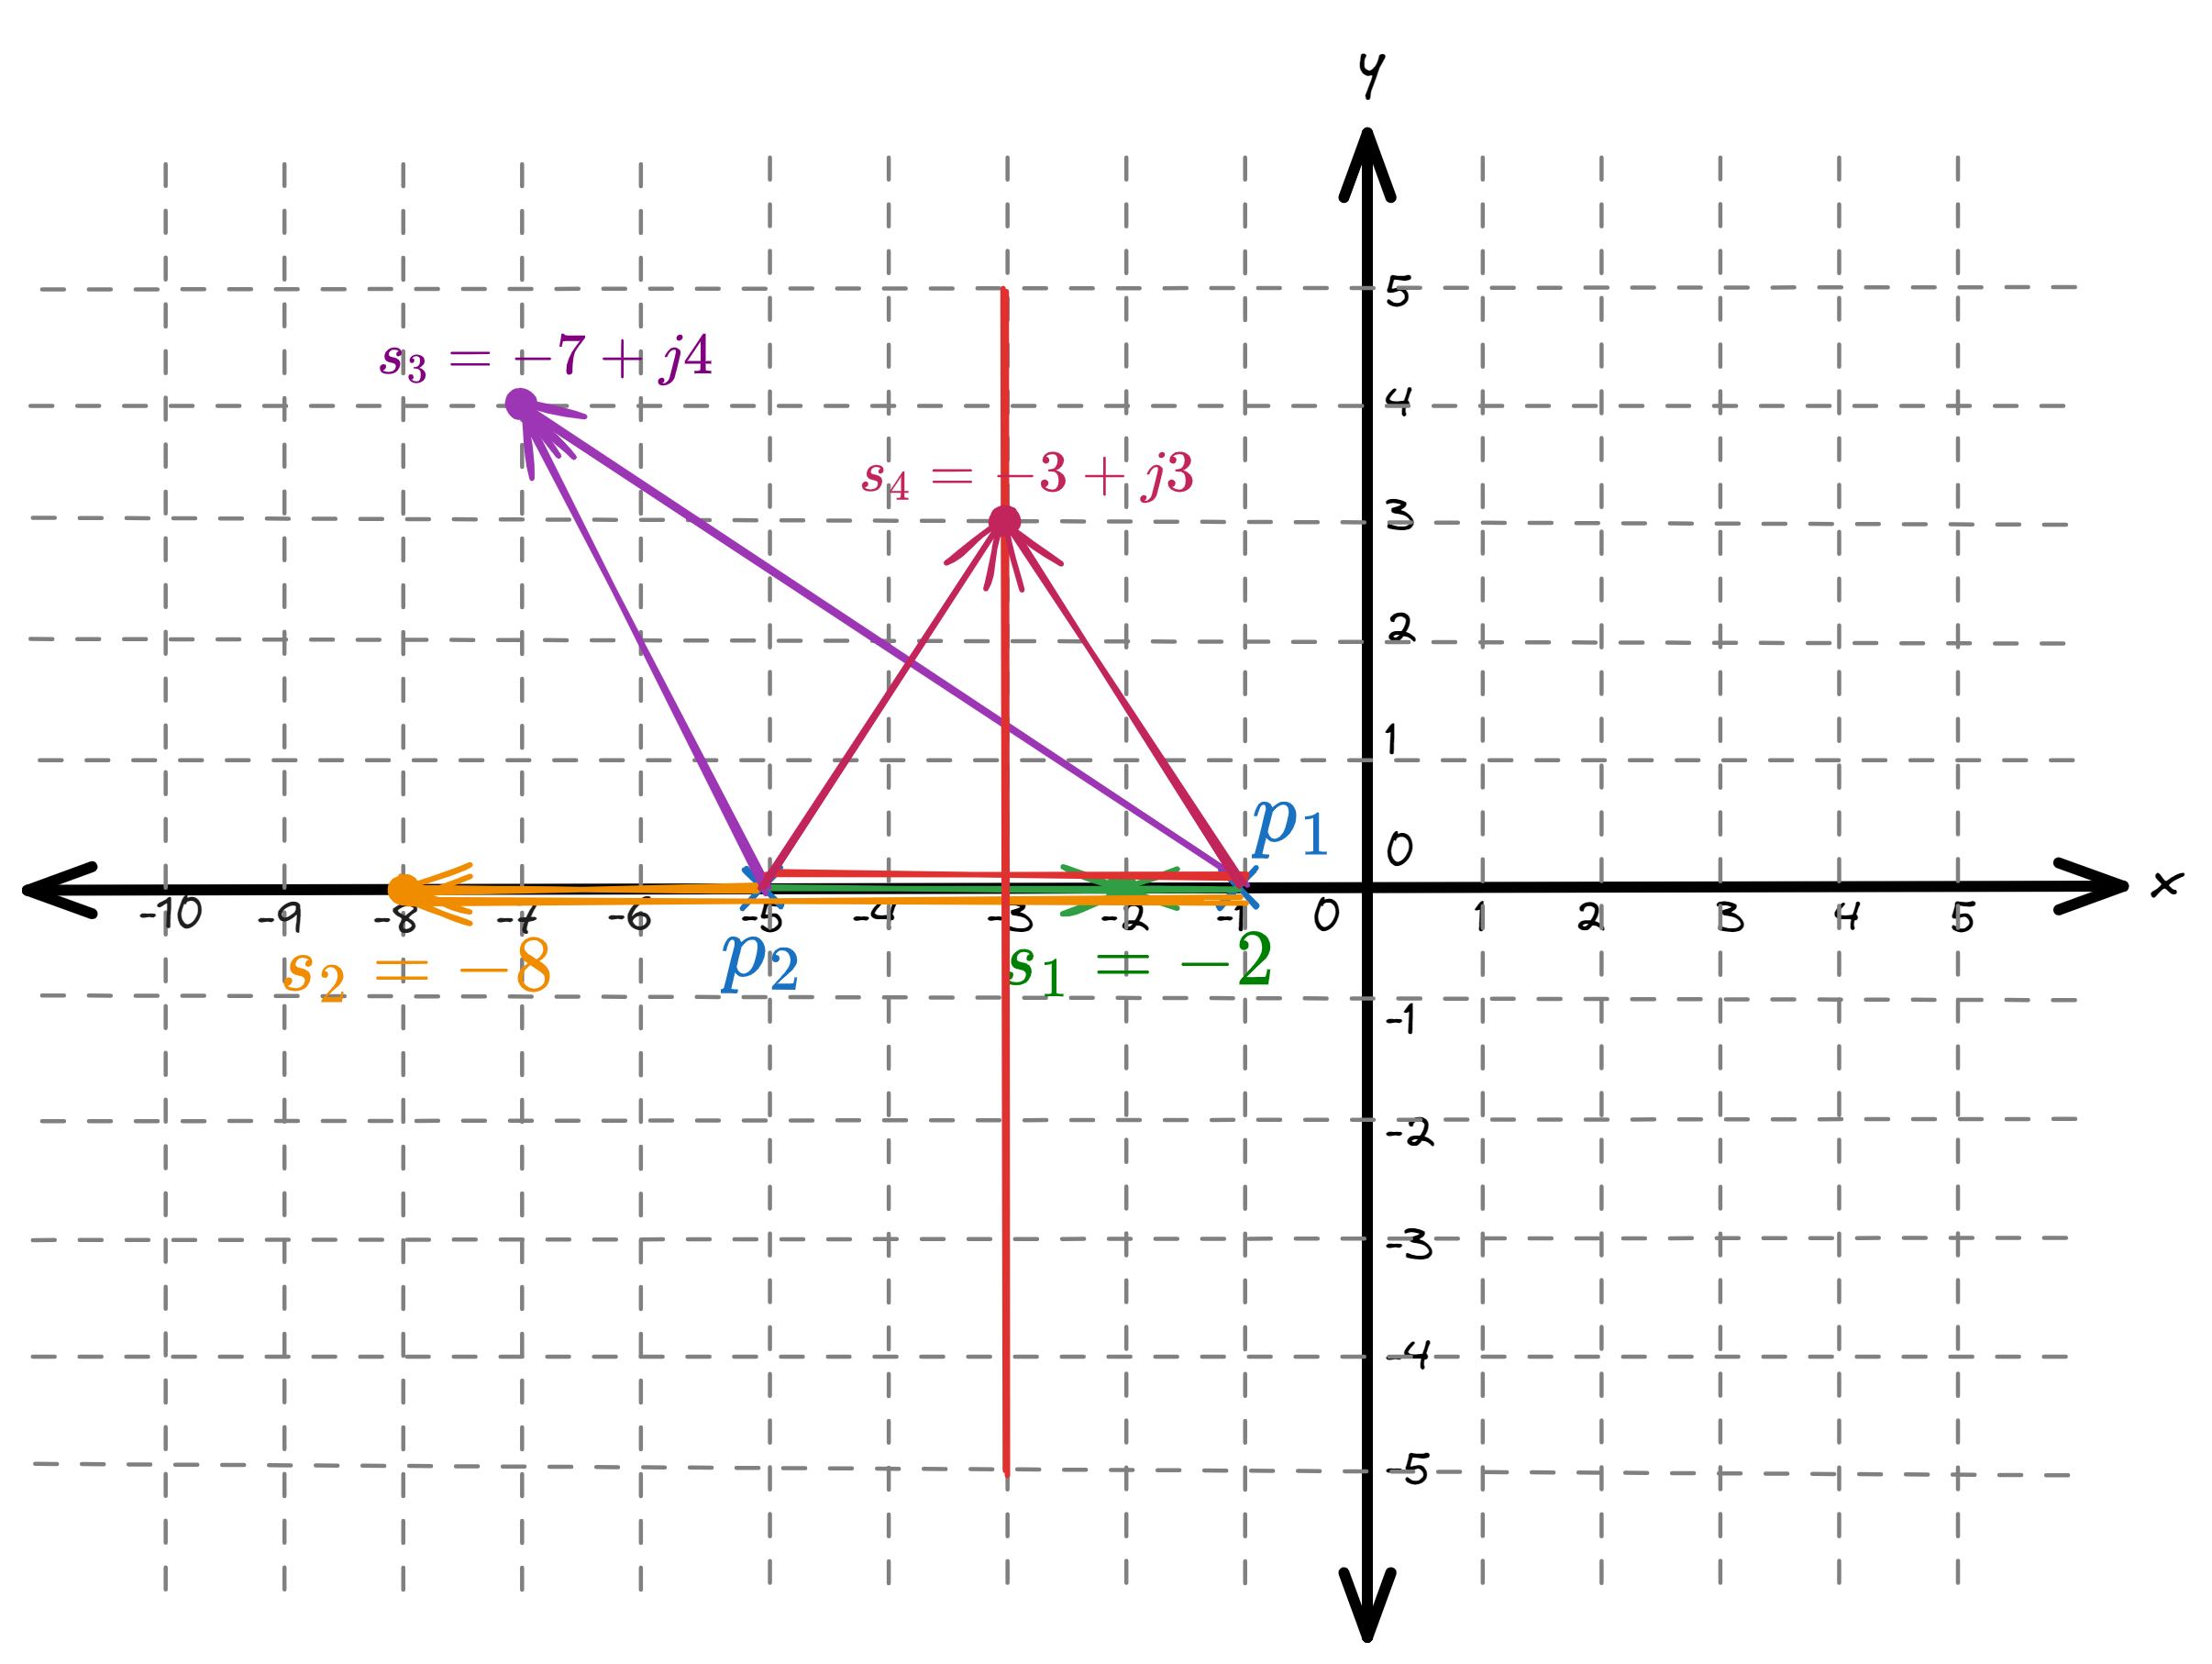 y
5
s₃ = −7 + j4
4
s₄ = −3 + j3
3
2
1
p₁
0
x
-10 -9 -8 -7 -6 -5 -4 -3 -2 -1 0 1 2 3 4 5
s₂ = −8
p₂
s₁ = −2
-1
-2
-3
-4
-5